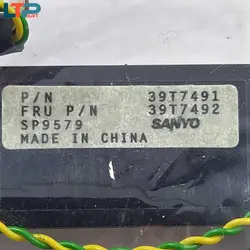 LTP
P/N 39T7491
FRU P/N 39T7492
SP9579 SANYO
MADE IN CHINA